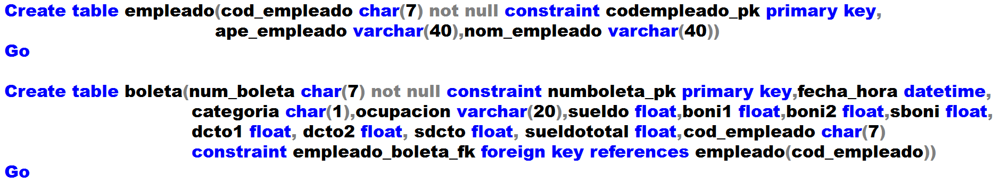 Create table empleado(cod_empleado char(7) not null constraint codempleado_pk primary key,
ape_empleado varchar(40),nom_empleado varchar(40))
Go
Create table boleta(num_boleta char(7) not null constraint numboleta_pk primary key,fecha_hora datetime,
categoria char(1),ocupacion varchar(20),sueldo float,boni1 float,boni2 float,sboni float,
dcto1 float, dcto2 float, sdcto float, sueldototal float,cod_empleado char(7)
constraint empleado_boleta_fk foreign key references empleado(cod_empleado))
Go